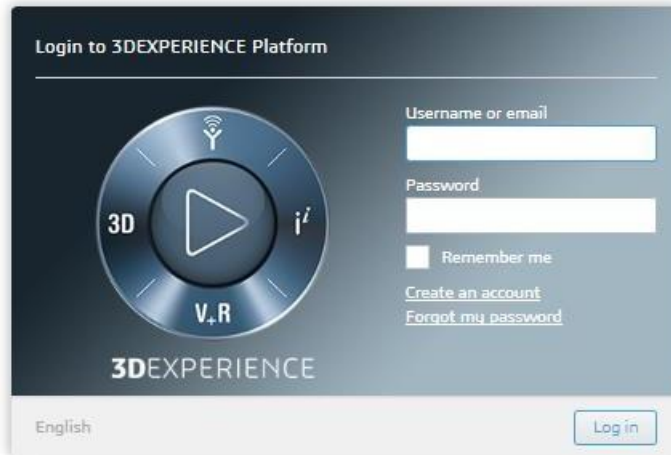 Login to 3DEXPERIENCE Platform
Username or email
Password
3D
i i
V+R
Remember me
Create an account
Forgot my password
3DEXPERIENCE
English
Log in